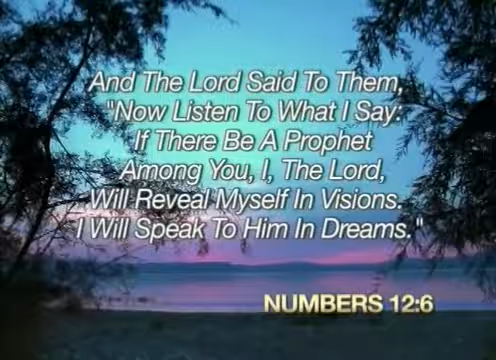 And The Lord Said To Them,
"Now Listen To What I Say:
If There Be A Prophet
Among You, I, The Lord,
Will Reveal Myself In Visions.
I Will Speak To Him In Dreams."
NUMBERS 12:6